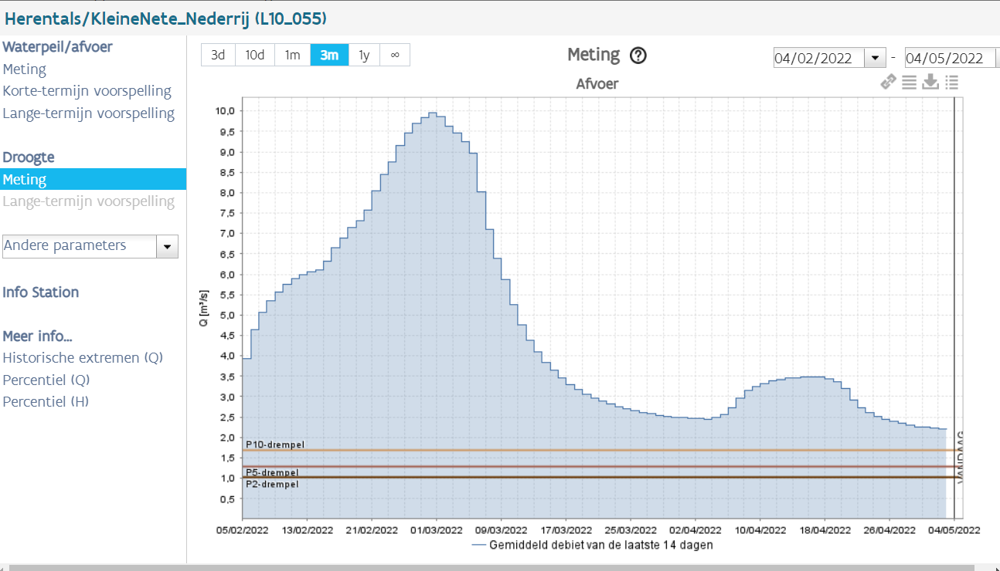 Herentals/KleineNete_Nederrij (L10_055)
Waterpeil/afvoer
Meting
Korte-termijn voorspelling
Lange-termijn voorspelling
Droogte
Meting
Lange-termijn voorspelling
Andere parameters
Info Station
Meer info...
Historische extremen (Q)
Percentiel (Q)
Percentiel (H)
3d 10d 1m 3m 1y ∞
Meting ?
04/02/2022 - 04/05/2022
Afvoer
Q [m³/s]
10,0
9,5
9,0
8,5
8,0
7,5
7,0
6,5
6,0
5,5
5,0
4,5
4,0
3,5
3,0
2,5
2,0
1,5
1,0
0,5
P10-drempel
P5-drempel
P2-drempel
VANDAAG
05/02/2022 13/02/2022 21/02/2022 01/03/2022 09/03/2022 17/03/2022 25/03/2022 02/04/2022 10/04/2022 18/04/2022 26/04/2022 04/05/2022
Gemiddeld debiet van de laatste 14 dagen